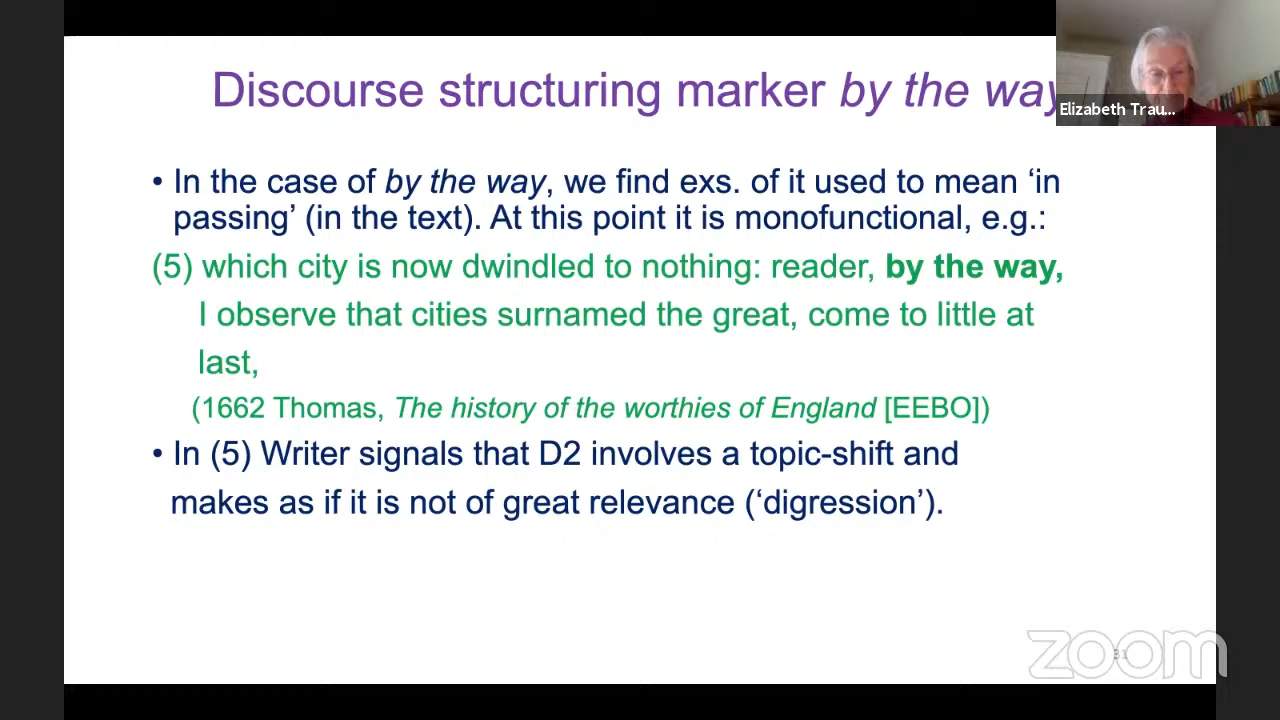 Discourse structuring marker by the way
Elizabeth Trau...
• In the case of by the way, we find exs. of it used to mean ‘in
passing’ (in the text). At this point it is monofunctional, e.g.:
(5) which city is now dwindled to nothing: reader, by the way,
I observe that cities surnamed the great, come to little at
last,
(1662 Thomas, The history of the worthies of England [EEBO])
• In (5) Writer signals that D2 involves a topic-shift and
makes as if it is not of great relevance (‘digression’).
zoom